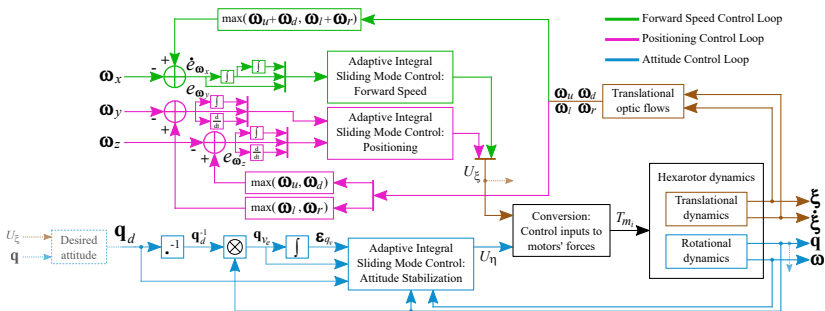 max(ω_u+ω_d, ω_l+ω_r)
Forward Speed Control Loop
Positioning Control Loop
Attitude Control Loop
ω_x
+
-
ė_ω_x
∫
∫
Adaptive Integral
Sliding Mode Control:
Forward Speed
ω_y
+
-
e_ω_y
∫
d/dt
Adaptive Integral
Sliding Mode Control:
Positioning
ω_z
-
+
e_ω_z
∫
d/dt
ω_u ω_d
ω_l ω_r
Translational
optic flows
max(ω_u, ω_d)
max(ω_l, ω_r)
U_ξ
Conversion:
Control inputs to
motors' forces
T_m_i
Hexarotor dynamics
Translational
dynamics
Rotational
dynamics
ξ
ξ̇
q
ω
U_ξ
q
Desired
attitude
q_d
.⁻¹
q_d⁻¹
⊗
q_v_e
∫
ε_q_v
Adaptive Integral
Sliding Mode Control:
Attitude Stabilization
U_η